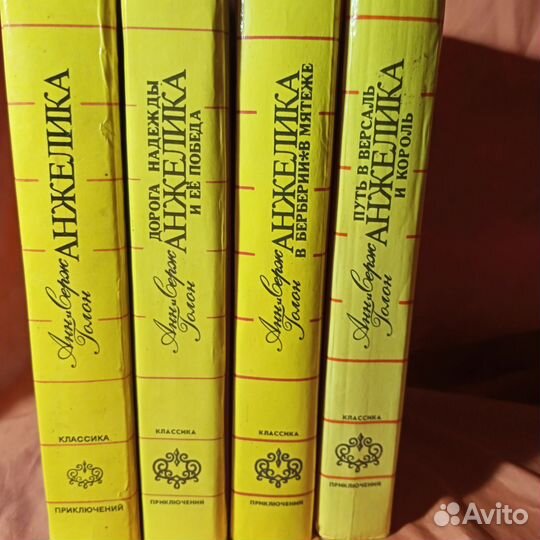 Анн и Серж
Голон
АНЖЕЛИКА
КЛАССИКА
ПРИКЛЮЧЕНИЙ
Анн и Серж
Голон
ДОРОГА НАДЕЖДЫ
АНЖЕЛИКА
И ЕЕ ПОБЕДА
КЛАССИКА
ПРИКЛЮЧЕНИЙ
Анн и Серж
Голон
АНЖЕЛИКА
В БЕРБЕРИИ*В МЯТЕЖЕ
КЛАССИКА
ПРИКЛЮЧЕНИЙ
Анн и Серж
Голон
ПУТЬ В ВЕРСАЛЬ
АНЖЕЛИКА
И КОРОЛЬ
КЛАССИКА
ПРИКЛЮЧЕНИЙ
Avito